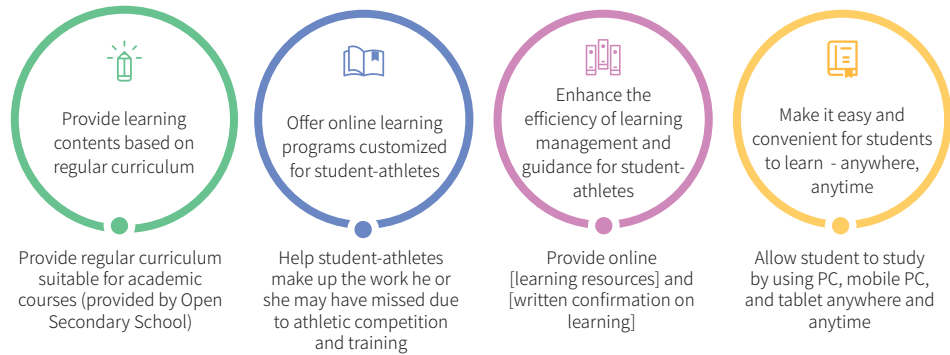 Provide learning
contents based on
regular curriculum
Provide regular curriculum
suitable for academic
courses (provided by Open
Secondary School)
Offer online learning
programs customized
for student-athletes
Help student-athletes
make up the work he or
she may have missed due
to athletic competition
and training
Enhance the
efficiency of learning
management and
guidance for student-
athletes
Provide online
[learning resources] and
[written confirmation on
learning]
Make it easy and
convenient for students
to learn - anywhere,
anytime
Allow student to study
by using PC, mobile PC,
and tablet anywhere and
anytime